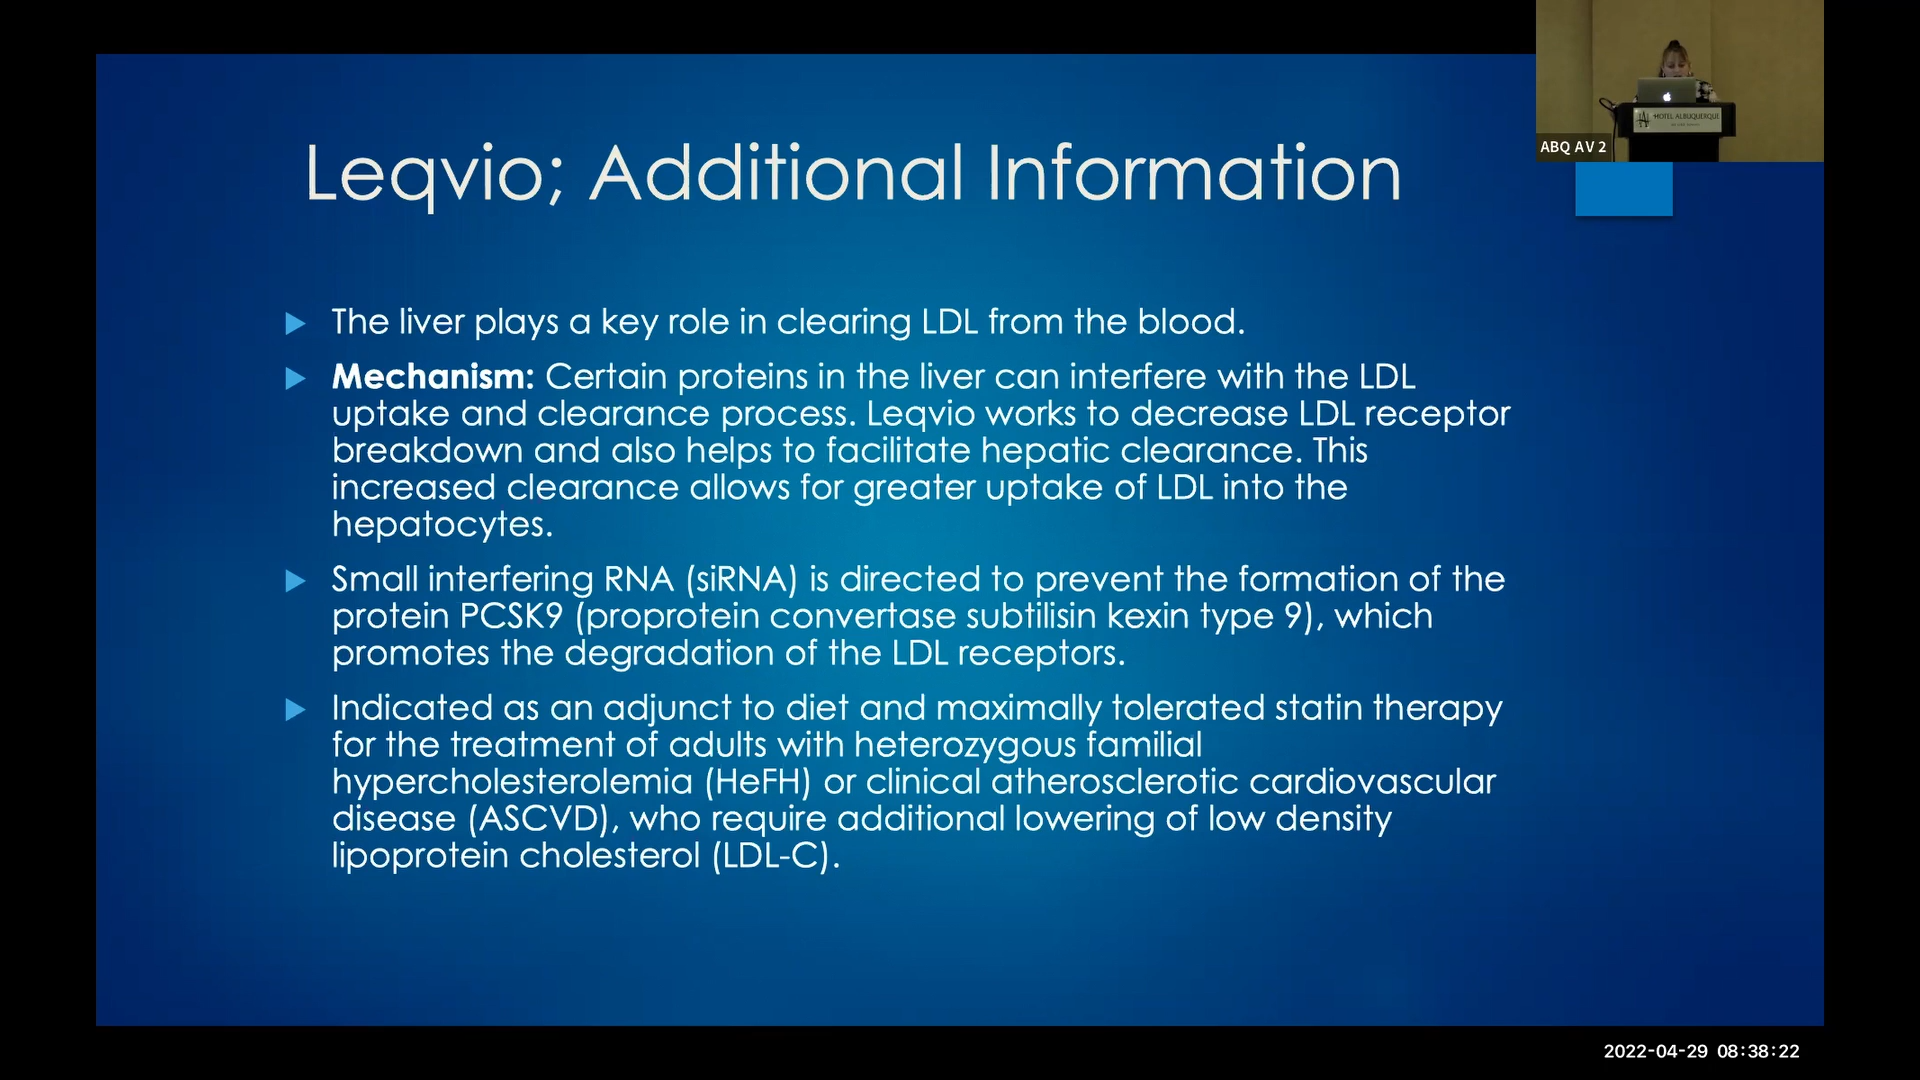 Leqvio; Additional Information
The liver plays a key role in clearing LDL from the blood.
Mechanism: Certain proteins in the liver can interfere with the LDL
uptake and clearance process. Leqvio works to decrease LDL receptor
breakdown and also helps to facilitate hepatic clearance. This
increased clearance allows for greater uptake of LDL into the
hepatocytes.
Small interfering RNA (siRNA) is directed to prevent the formation of the
protein PCSK9 (proprotein convertase subtilisin kexin type 9), which
promotes the degradation of the LDL receptors.
Indicated as an adjunct to diet and maximally tolerated statin therapy
for the treatment of adults with heterozygous familial
hypercholesterolemia (HeFH) or clinical atherosclerotic cardiovascular
disease (ASCVD), who require additional lowering of low density
lipoprotein cholesterol (LDL-C).
HOTEL ALBUQUERQUE
ABQ AV 2
2022-04-29 08:38:22